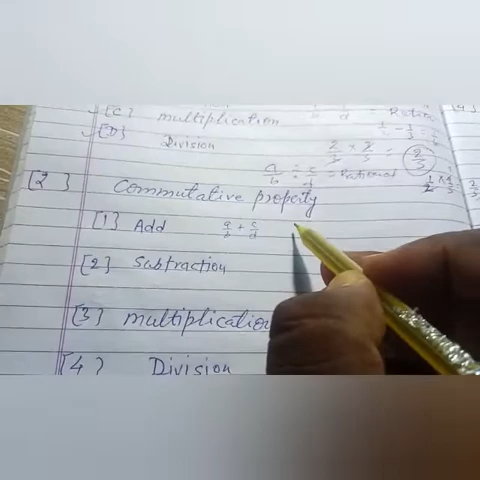 [C] multiplication
[D] Division
a/b ÷ c/d = Rational
[2] Commutative property
[1] Add a/b + c/d
[2] Subtraction
[3] multiplication
[4] Division